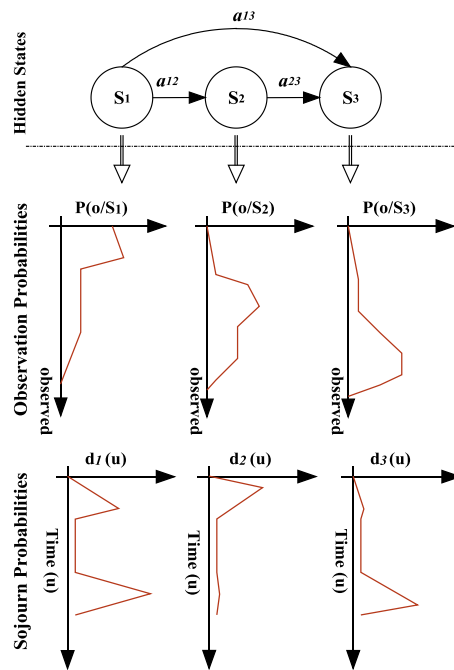 Hidden States
a13
S1 a12 S2 a23 S3
Observation Probabilities
P(o/S1) P(o/S2) P(o/S3)
observed observed observed
Sojourn Probabilities
d1 (u) d2 (u) d3 (u)
Time (u) Time (u) Time (u)